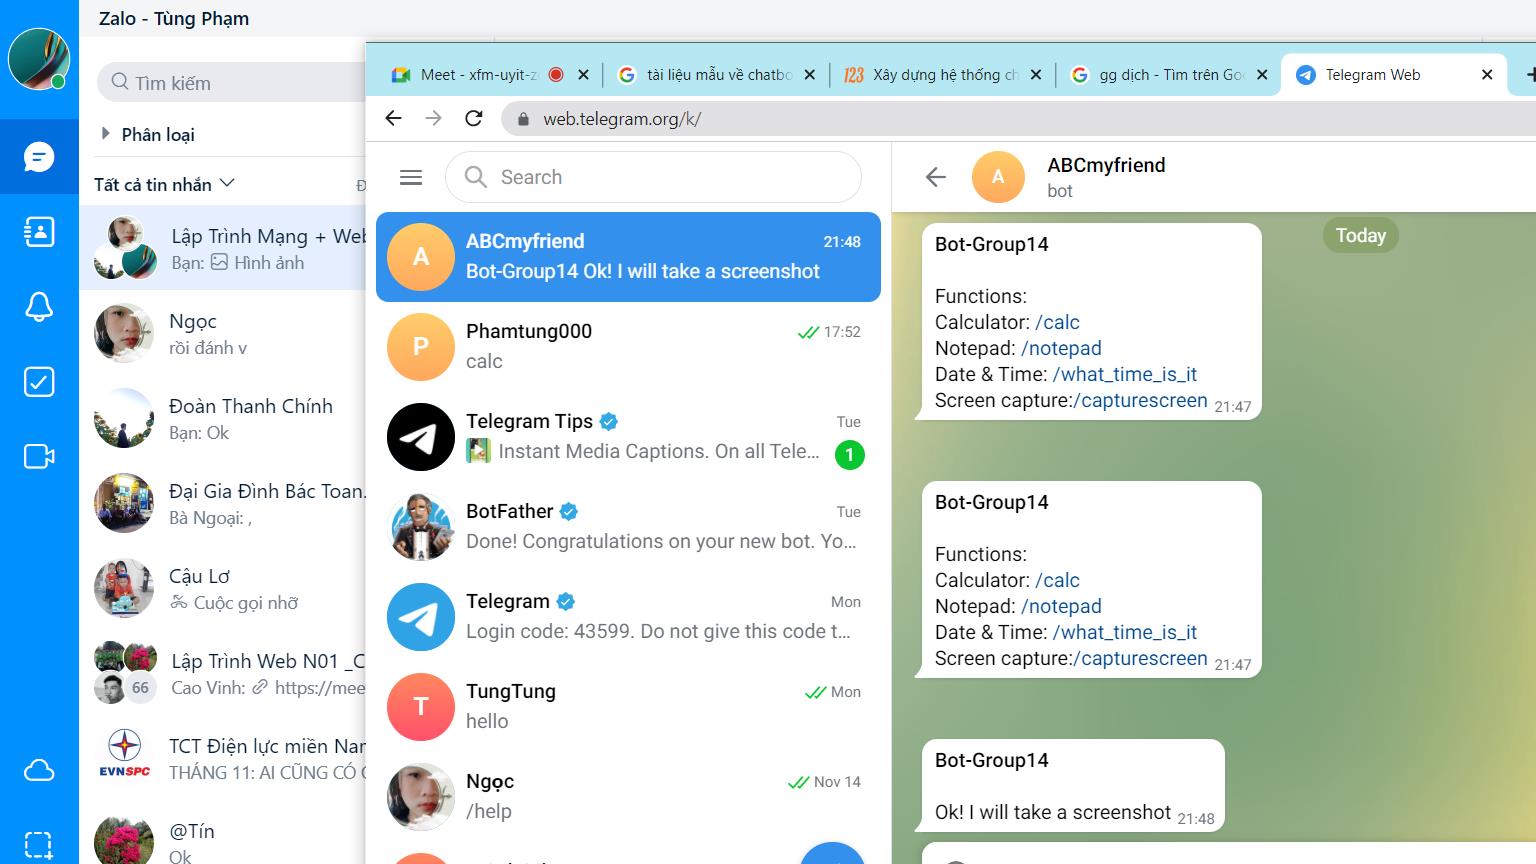 Zalo - Tùng Phạm
Tìm kiếm
Phân loại
Tất cả tin nhắn
Lập Trình Mạng + Web
Bạn: Hình ảnh
Ngọc
rồi đánh v
Đoàn Thanh Chính
Bạn: Ok
Đại Gia Đình Bác Toan.
Bà Ngoại: ,
Cậu Lơ
Cuộc gọi nhỡ
Lập Trình Web N01 _C
66
Cao Vinh: https://mee
EVNSPC
TCT Điện lực miền Nam
THÁNG 11: AI CŨNG CÓ
@Tín
Ok
Meet - xfm-uyit-z
tài liệu mẫu về chatbo
123
Xây dựng hệ thống ch
gg dịch - Tìm trên Goo
Telegram Web
web.telegram.org/k/
Search
ABCmyfriend
21:48
Bot-Group14 Ok! I will take a screenshot
Phamtung000
17:52
calc
Telegram Tips
Tue
Instant Media Captions. On all Tele...
1
BotFather
Tue
Done! Congratulations on your new bot. Yo...
Telegram
Mon
Login code: 43599. Do not give this code t...
TungTung
Mon
hello
Ngọc
Nov 14
/help
A
P
T
A
ABCmyfriend
bot
Today
Bot-Group14
Functions:
Calculator: /calc
Notepad: /notepad
Date & Time: /what_time_is_it
Screen capture:/capturescreen 21:47
Bot-Group14
Functions:
Calculator: /calc
Notepad: /notepad
Date & Time: /what_time_is_it
Screen capture:/capturescreen 21:47
Bot-Group14
Ok! I will take a screenshot 21:48